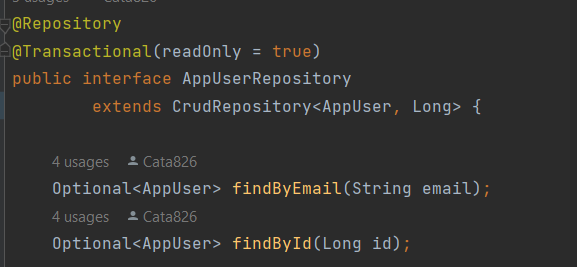 @Repository
@Transactional(readOnly = true)
public interface AppUserRepository
extends CrudRepository<AppUser, Long> {
4 usages Cata826
Optional<AppUser> findByEmail(String email);
4 usages Cata826
Optional<AppUser> findById(Long id);